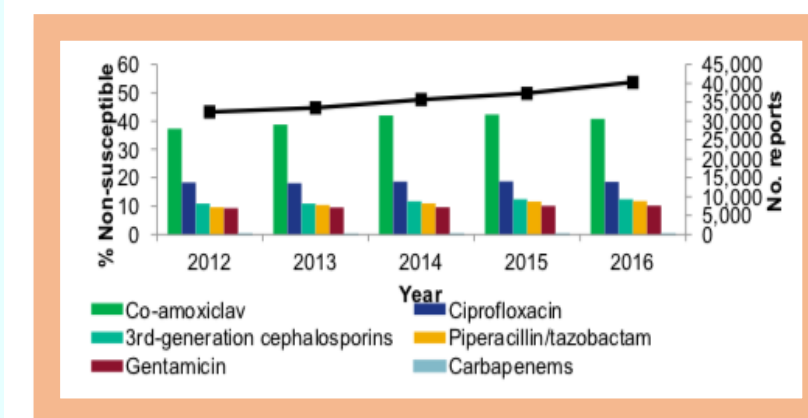 % Non-susceptible
60
50
40
30
20
10
0
45,000
40,000
35,000
30,000
25,000
20,000
15,000
10,000
5,000
0
No. reports
2012 2013 2014 2015 2016
Year
Co-amoxiclav Ciprofloxacin
3rd-generation cephalosporins Piperacillin/tazobactam
Gentamicin Carbapenems